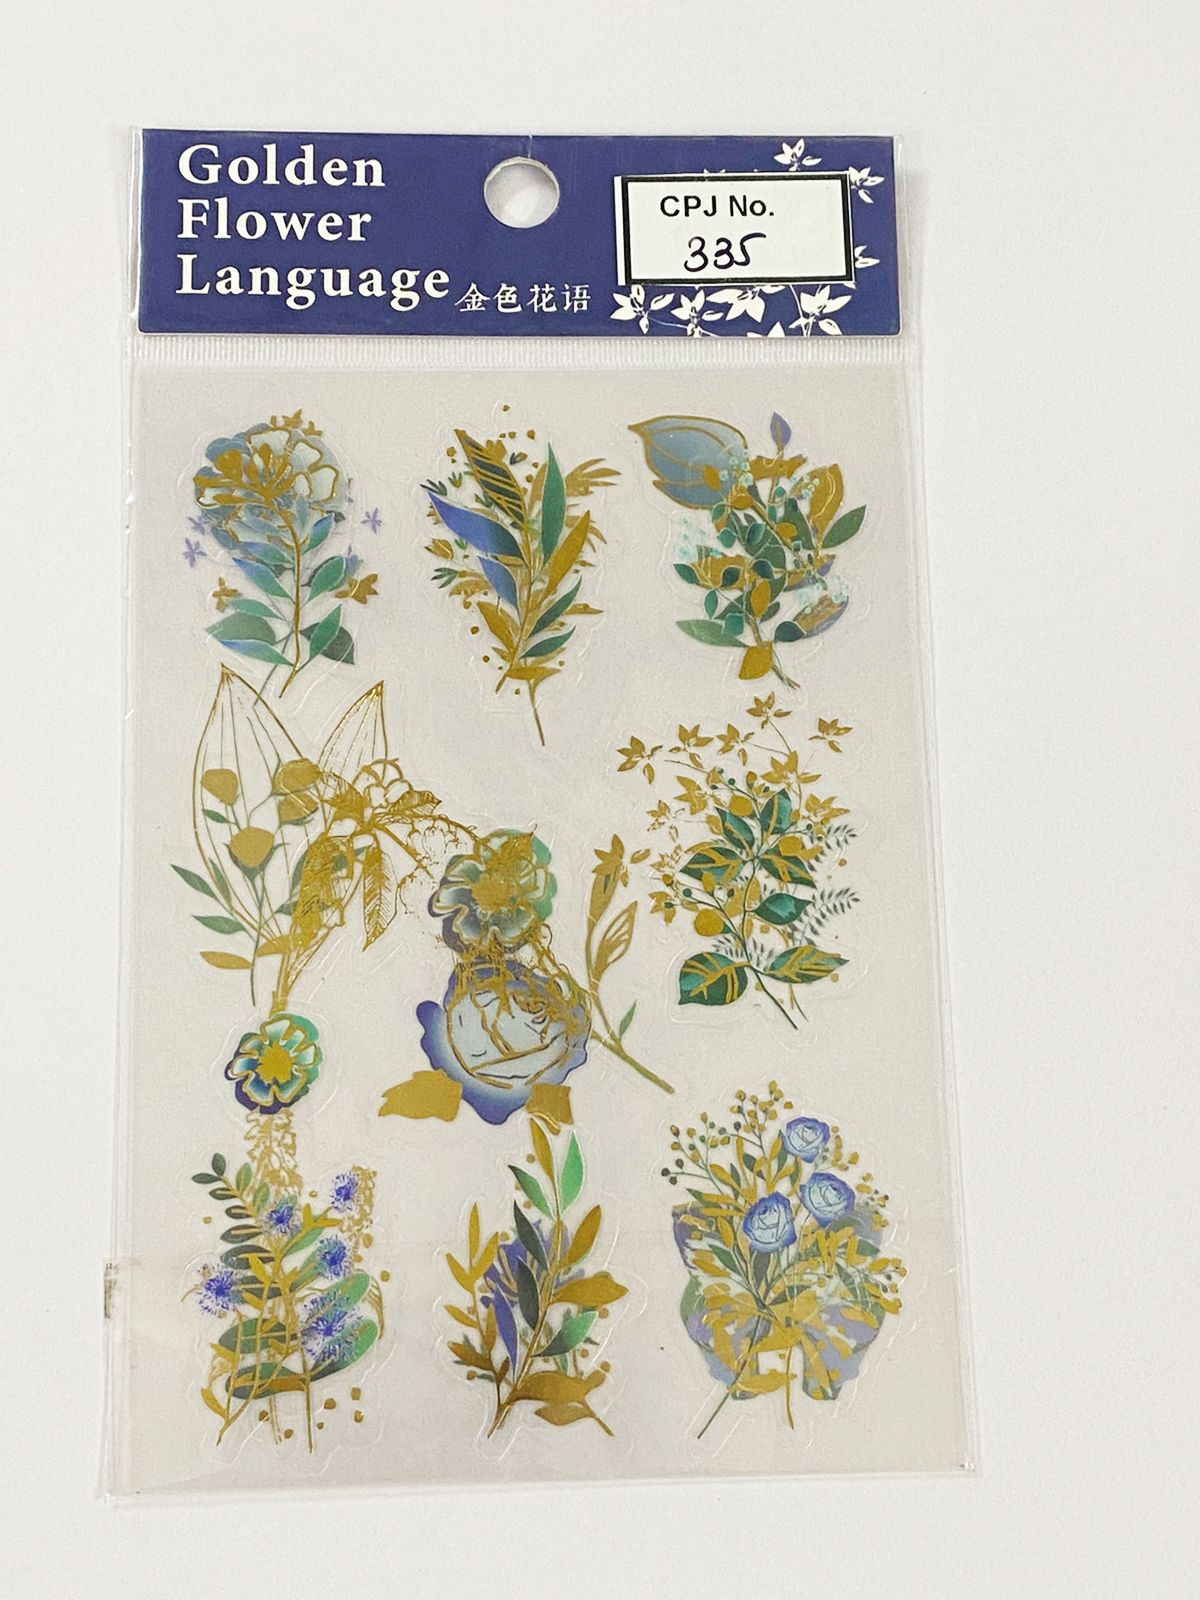 Golden
Flower
Language
金色花语
CPJ No.
335